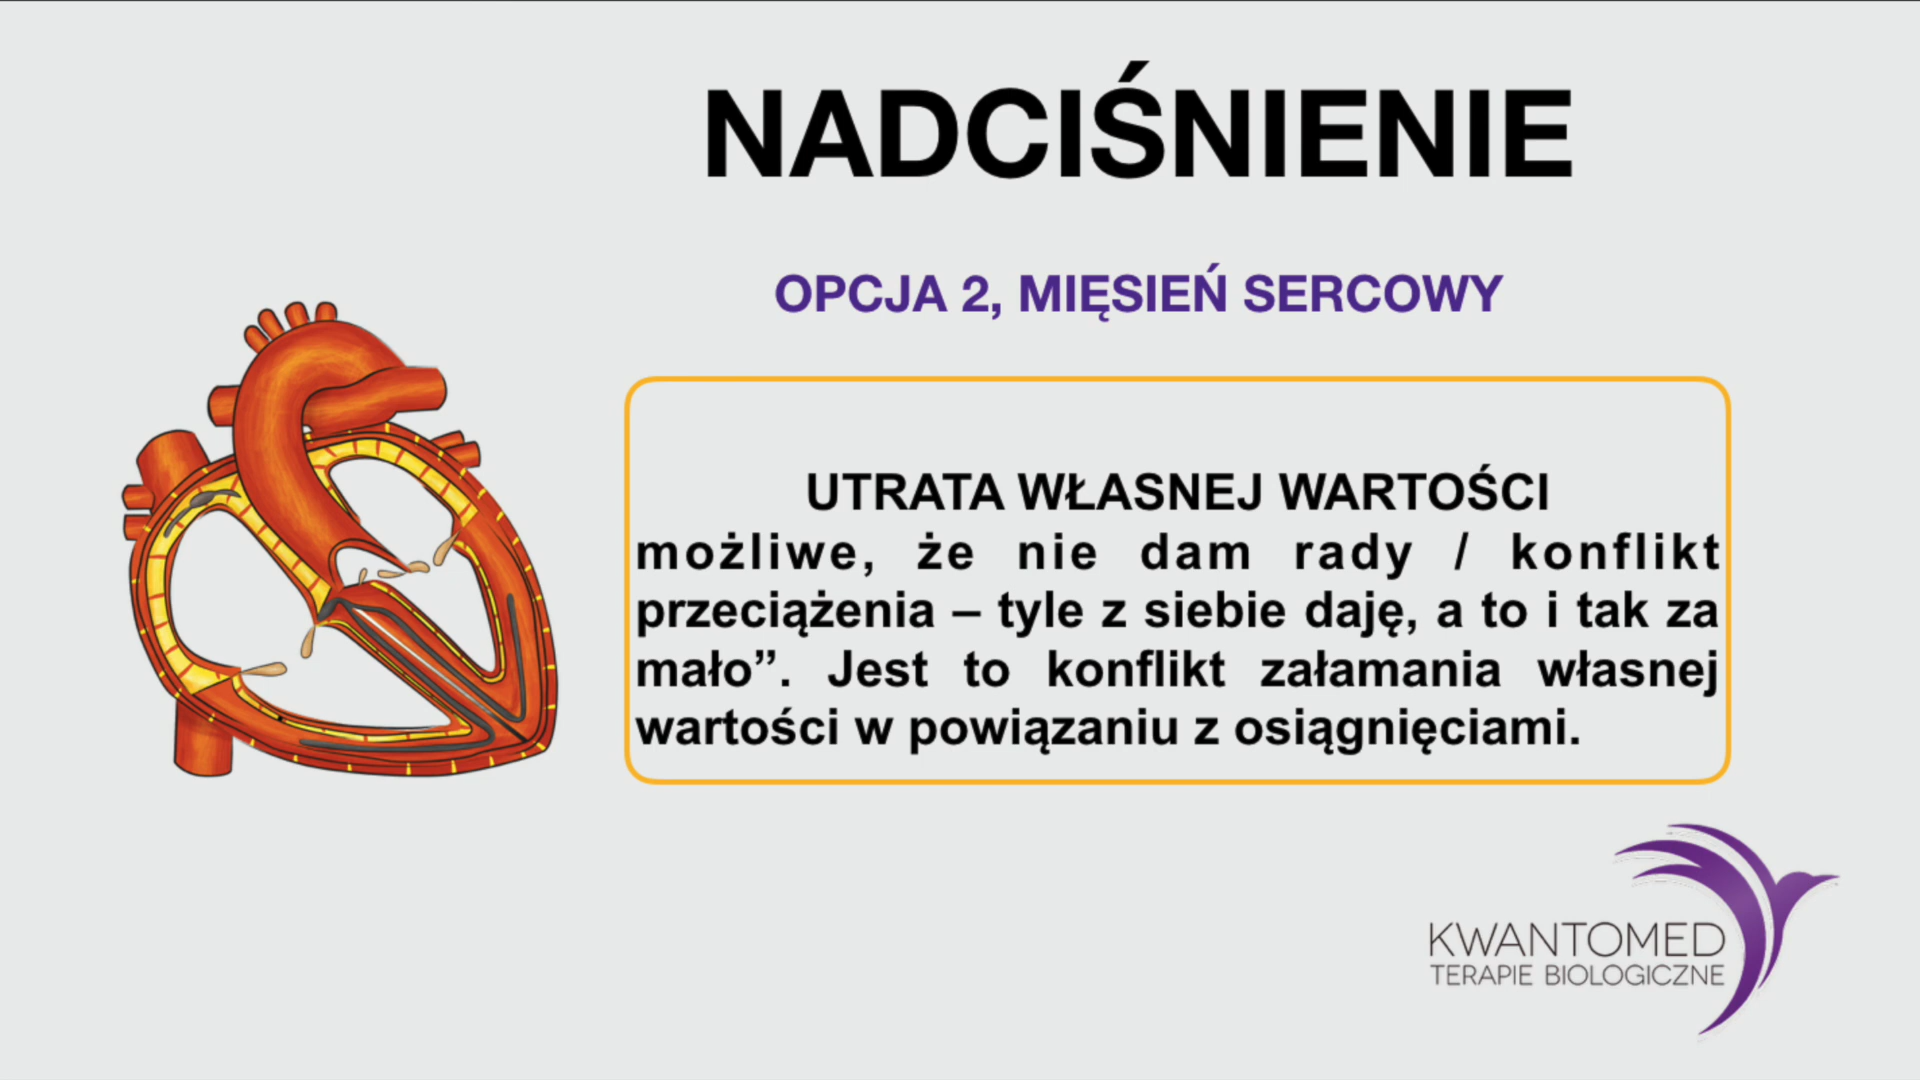 NADCIŚNIENIE
OPCJA 2, MIĘSIEŃ SERCOWY
UTRATA WŁASNEJ WARTOŚCI
możliwe, że nie dam rady / konflikt
przeciążenia – tyle z siebie daję, a to i tak za
mało”. Jest to konflikt załamania własnej
wartości w powiązaniu z osiągnięciami.
KWANTOMED
TERAPIE BIOLOGICZNE